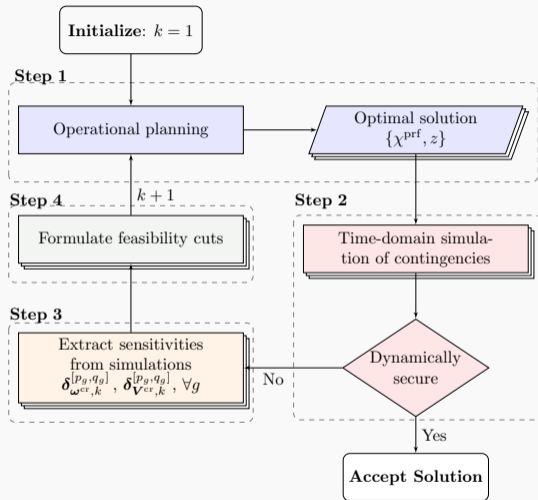 Initialize: k = 1
Step 1
Operational planning
Optimal solution
{χ^prf, z}
Step 4
k + 1
Step 2
Formulate feasibility cuts
Time-domain simula-
tion of contingencies
Step 3
Extract sensitivities
from simulations
δ^[p_g,q_g]_ω^cr,k , δ^[p_g,q_g]_V^cr,k , ∀g
No
Dynamically
secure
Yes
Accept Solution